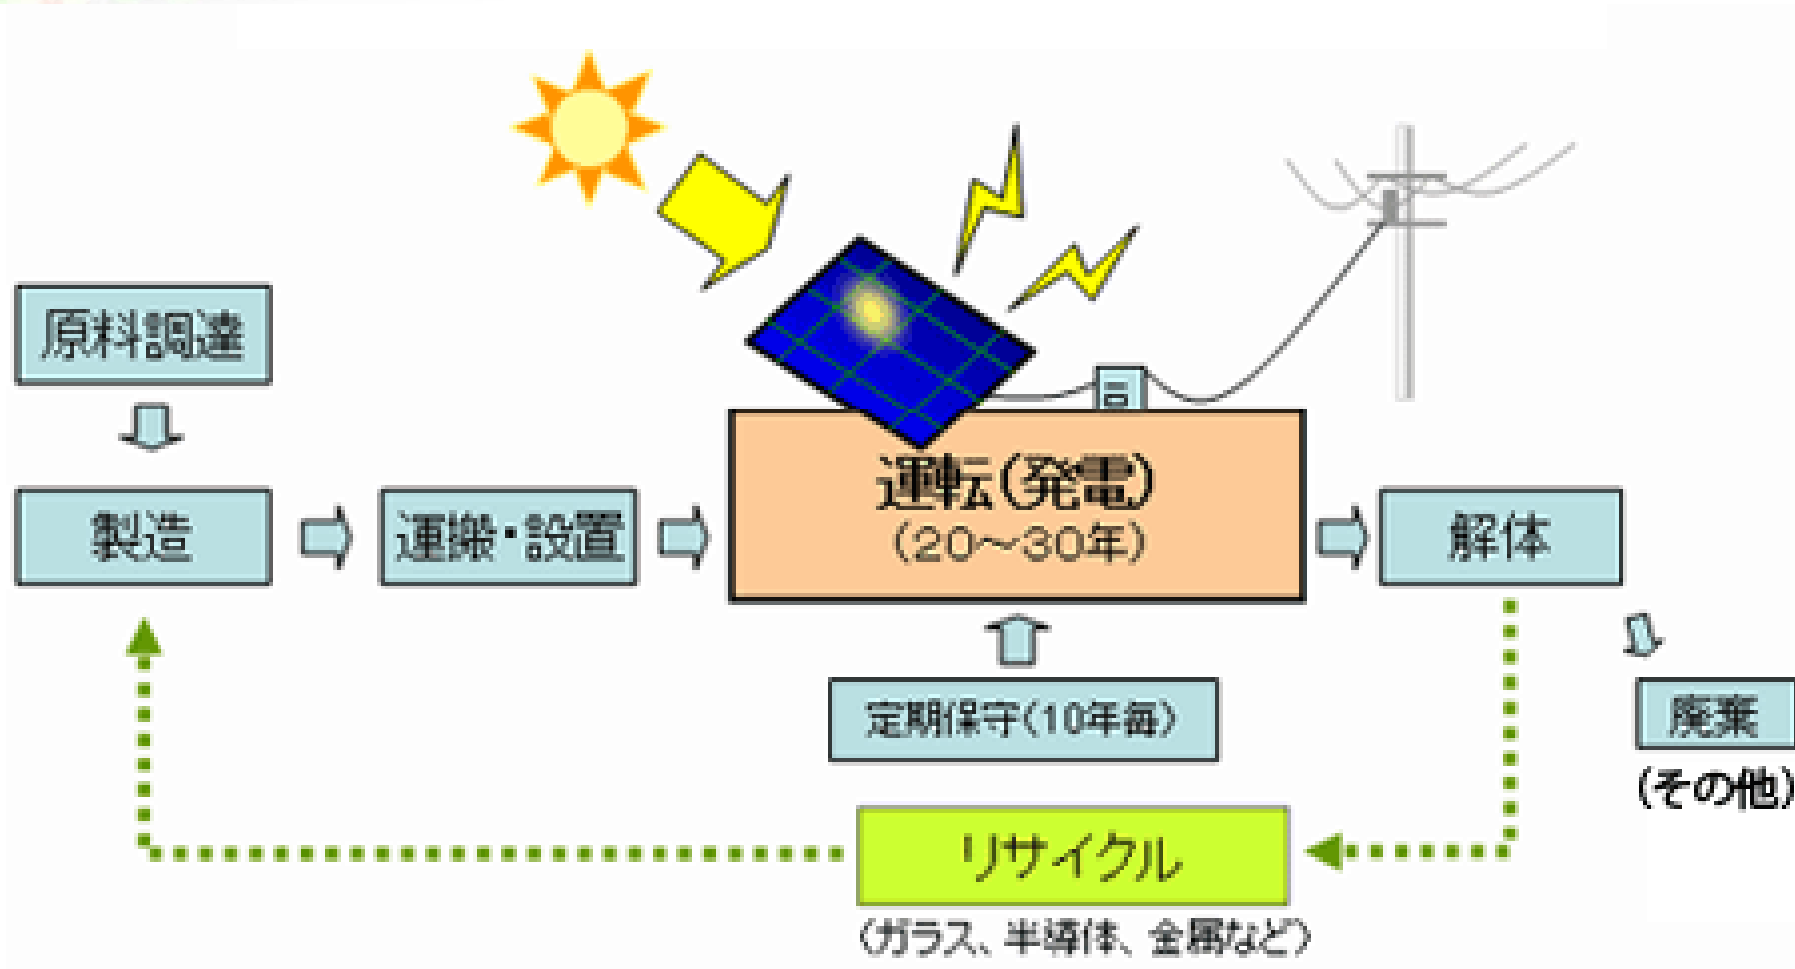 原料調達
製造
運搬・設置
運転(発電)
(20～30年)
解体
定期保守(10年毎)
廃棄
(その他)
リサイクル
(ガラス、半導体、金属など)